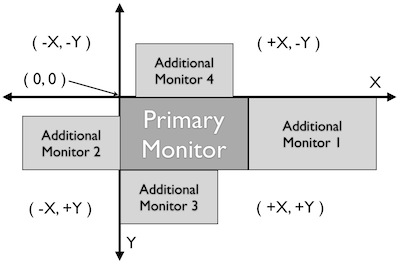 ( -X, -Y )
Additional
Monitor 4
( +X, -Y )
( 0, 0 )
X
Additional
Monitor 2
Primary
Monitor
Additional
Monitor 1
( -X, +Y )
Additional
Monitor 3
( +X, +Y )
Y